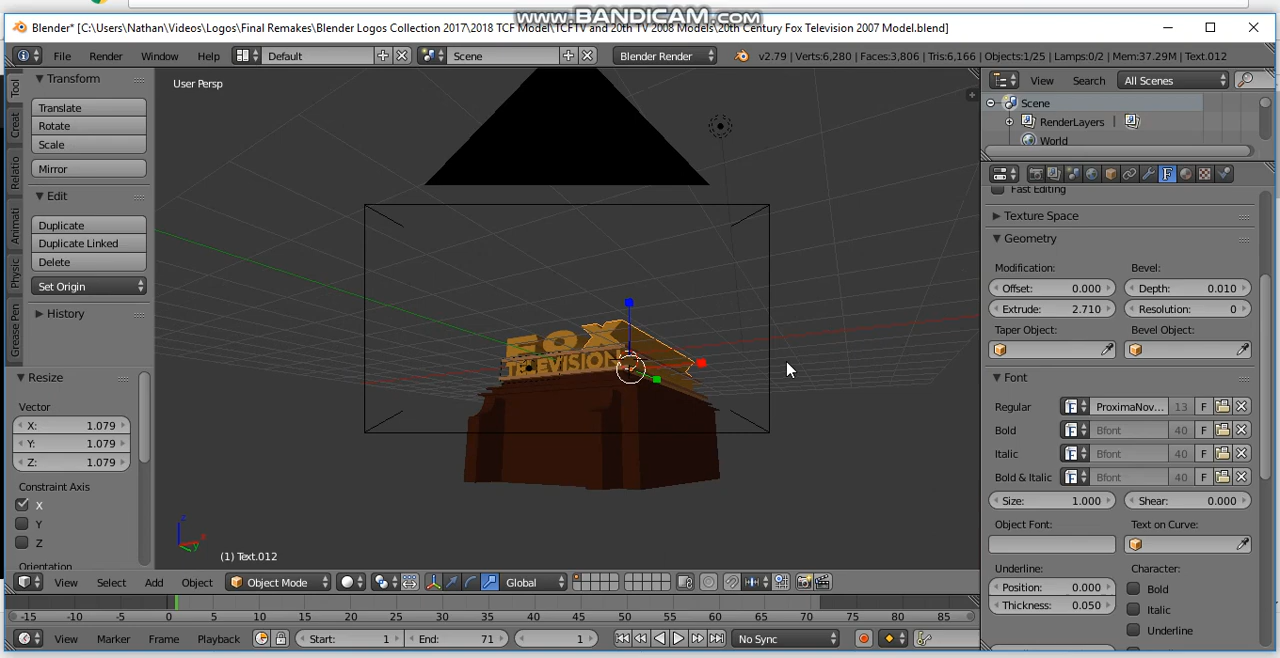 www.BANDICAM.com
Blender* [C:\Users\Nathan\Videos\Logos\Final Remakes\Blender Logos Collection 2017\2018 TCF Model\TCFTV and 20th TV 2008 Models\20th Century Fox Television 2007 Model.blend]
File Render Window Help Default Scene Blender Render v2.79 | Verts:6,280 | Faces:3,806 | Tris:6,166 | Objects:1/25 | Lamps:0/2 | Mem:37.29M | Text.012
Tool
Creat
Relatio
Animati
Physic
Grease Pen
Transform
Translate
Rotate
Scale
Mirror
Edit
Duplicate
Duplicate Linked
Delete
Set Origin
History
Resize
Vector
X: 1.079
Y: 1.079
Z: 1.079
Constraint Axis
X
Y
Z
Orientation
User Persp
FOX
TELEVISION
z
x
y
(1) Text.012
View Select Add Object Object Mode Global
-15 -10 -5 0 5 10 15 20 25 30 35 40 45 50 55 60 65 70 75 80 85
View Marker Frame Playback Start: 1 End: 71 1 No Sync
View Search All Scenes
Scene
RenderLayers |
World
Fast Editing
Texture Space
Geometry
Modification: Bevel:
Offset: 0.000 Depth: 0.010
Extrude: 2.710 Resolution: 0
Taper Object: Bevel Object:
Font
Regular F ProximaNov... 13 F
Bold F Bfont 40 F
Italic F Bfont 40 F
Bold & Italic F Bfont 40 F
Size: 1.000 Shear: 0.000
Object Font: Text on Curve:
Underline: Character:
Position: 0.000 Bold
Thickness: 0.050 Italic
Underline